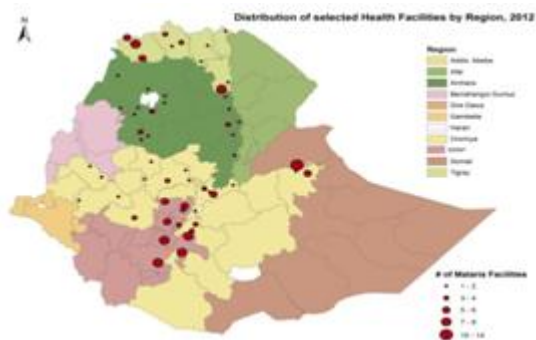 Distribution of selected Health Facilities by Region, 2012
N
Region
Addis Ababa
Afar
Amhara
Benishangul Gumuz
Dire Dawa
Gambella
Harari
Oromiya
SNNP
Somali
Tigray
# of Malaria Facilities
1 - 2
3 - 4
5 - 6
7 - 9
10 - 14